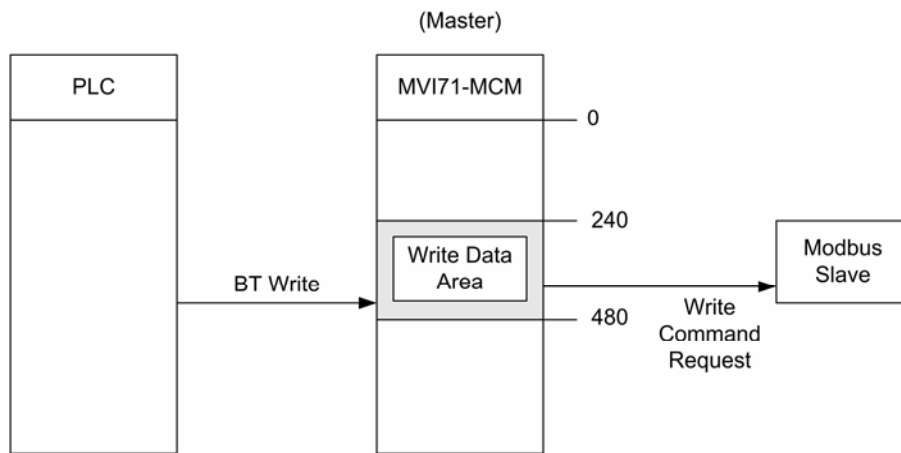 (Master)
PLC
MVI71-MCM
0
240
Write Data
Area
Modbus
Slave
BT Write
480
Write
Command
Request